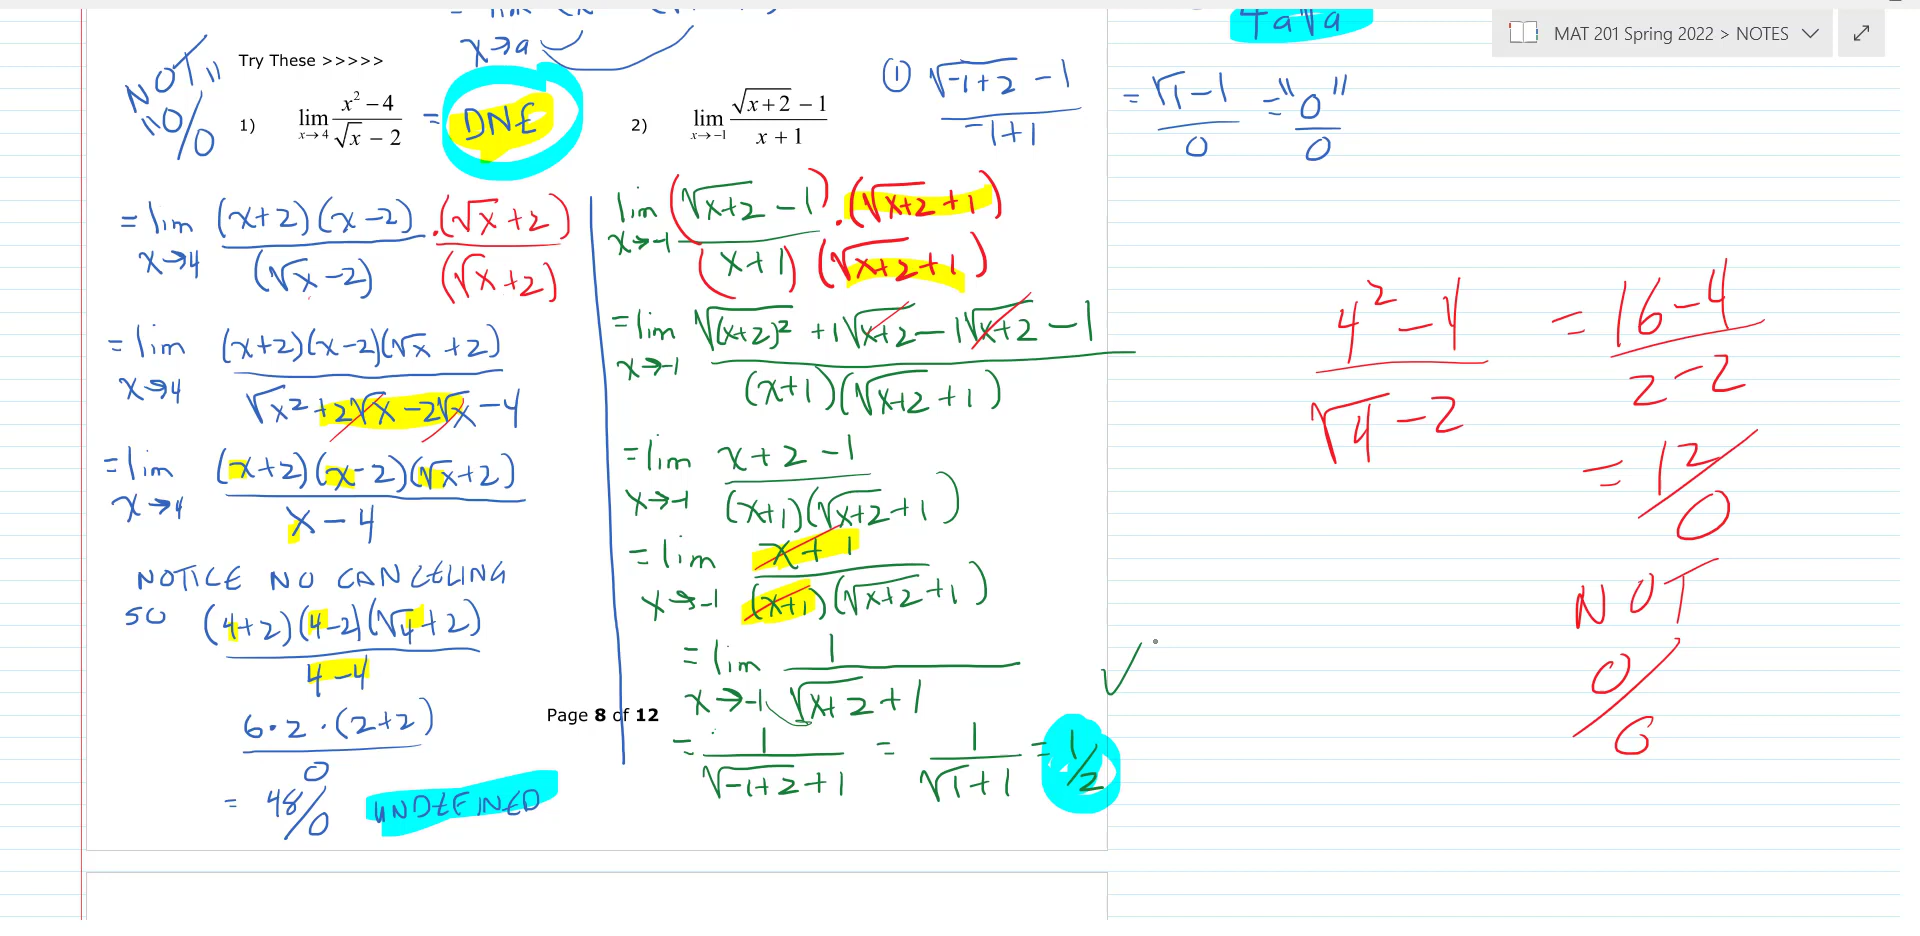 MAT 201 Spring 2022 > NOTES
4a√a
x→a
Try These >>>>>
NOT "0/0"
1) lim x→4 (x² − 4)/(√x − 2) = DNE
= lim x→4 (x+2)(x−2)/(√x−2) · (√x+2)/(√x+2)
= lim x→4 (x+2)(x−2)(√x+2)/(√x²+2√x−2√x−4)
= lim x→4 (x+2)(x−2)(√x+2)/(x−4)
NOTICE NO CANCELING
SO (4+2)(4−2)(√4+2)/(4−4)
6·2·(2+2)/0
= 48/0 UNDEFINED
2) lim x→−1 (√(x+2) − 1)/(x + 1)
① (√(−1+2) − 1)/(−1+1) = (√1−1)/0 = "0/0"
lim x→−1 (√(x+2) − 1)/(x+1) · (√(x+2)+1)/(√(x+2)+1)
= lim x→−1 (√(x+2)² + 1√(x+2) − 1√(x+2) − 1)/((x+1)(√(x+2)+1))
= lim x→−1 (x+2−1)/((x+1)(√(x+2)+1))
= lim x→−1 (x+1)/((x+1)(√(x+2)+1))
= lim x→−1 1/(√(x+2)+1)
= 1/(√(−1+2)+1) = 1/(√1+1) = 1/2
Page 8 of 12
(4²−4)/(√4−2) = (16−4)/(2−2)
= 12/0
NOT
0/0